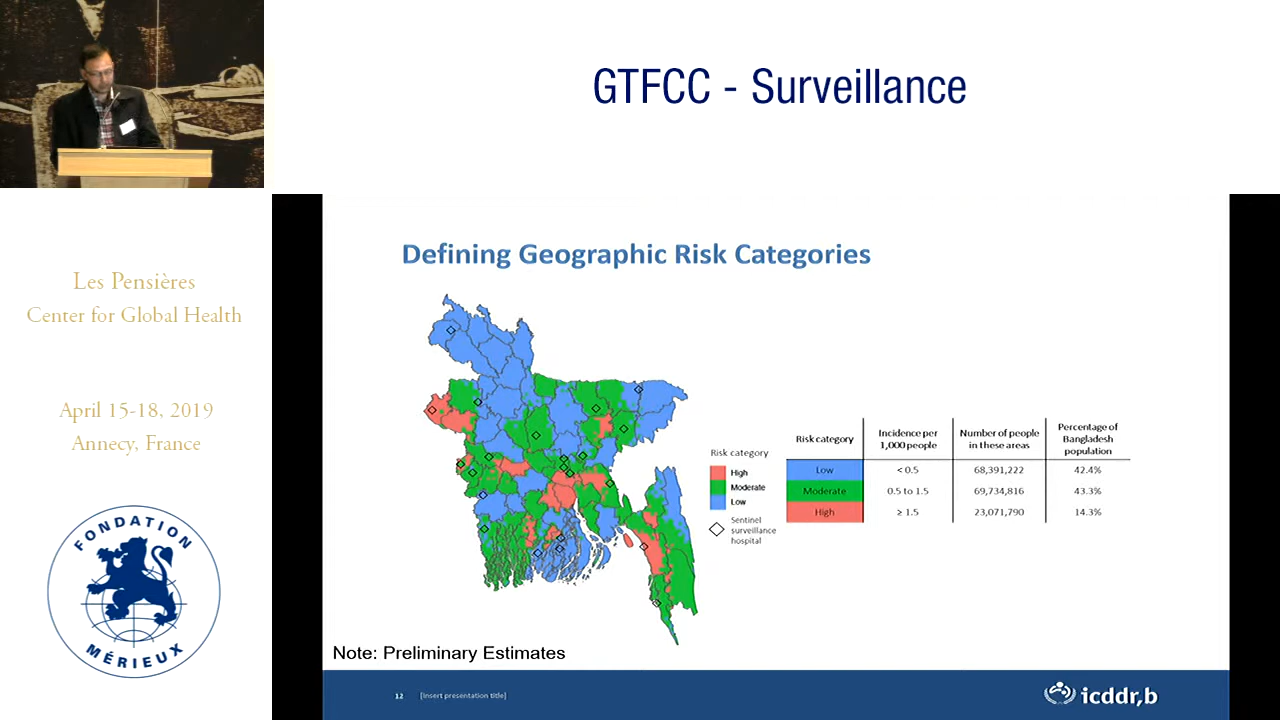 GTFCC - Surveillance
Les Pensières
Center for Global Health
April 15-18, 2019
Annecy, France
FONDATION
MÉRIEUX
Defining Geographic Risk Categories
Risk category
High
Moderate
Low
Sentinel
surveillance
hospital
Risk category Incidence per 1,000 people Number of people in these areas Percentage of Bangladesh population
Low < 0.5 68,391,222 42.4%
Moderate 0.5 to 1.5 69,734,816 43.3%
High ≥ 1.5 23,071,790 14.3%
Note: Preliminary Estimates
12 [Insert presentation title]
icddr,b